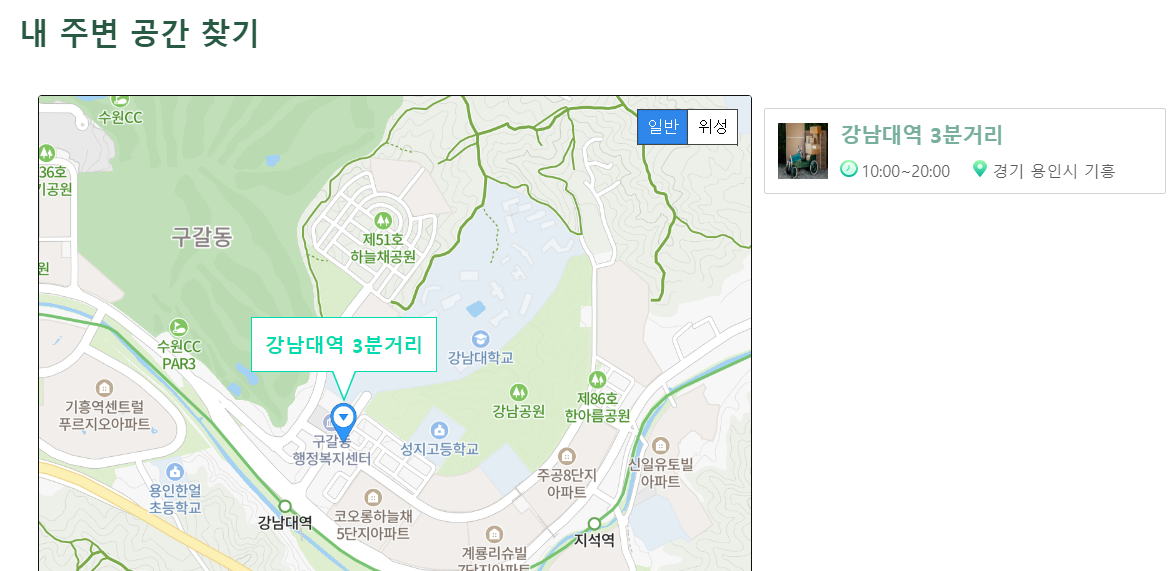 내 주변 공간 찾기
일반
위성
강남대역 3분거리
10:00~20:00
경기 용인시 기흥
수원CC
36호
기공원
구갈동
제51호
하늘채공원
원
수원CC
PAR3
강남대역 3분거리
강남대학교
기흥역센트럴
푸르지오아파트
강남공원
제86호
한아름공원
구갈동
행정복지센터
성지고등학교
신일유토빌
아파트
주공8단지
아파트
용인한얼
초등학교
강남대역
코오롱하늘채
5단지아파트
지석역
계룡리슈빌
7단지아파트